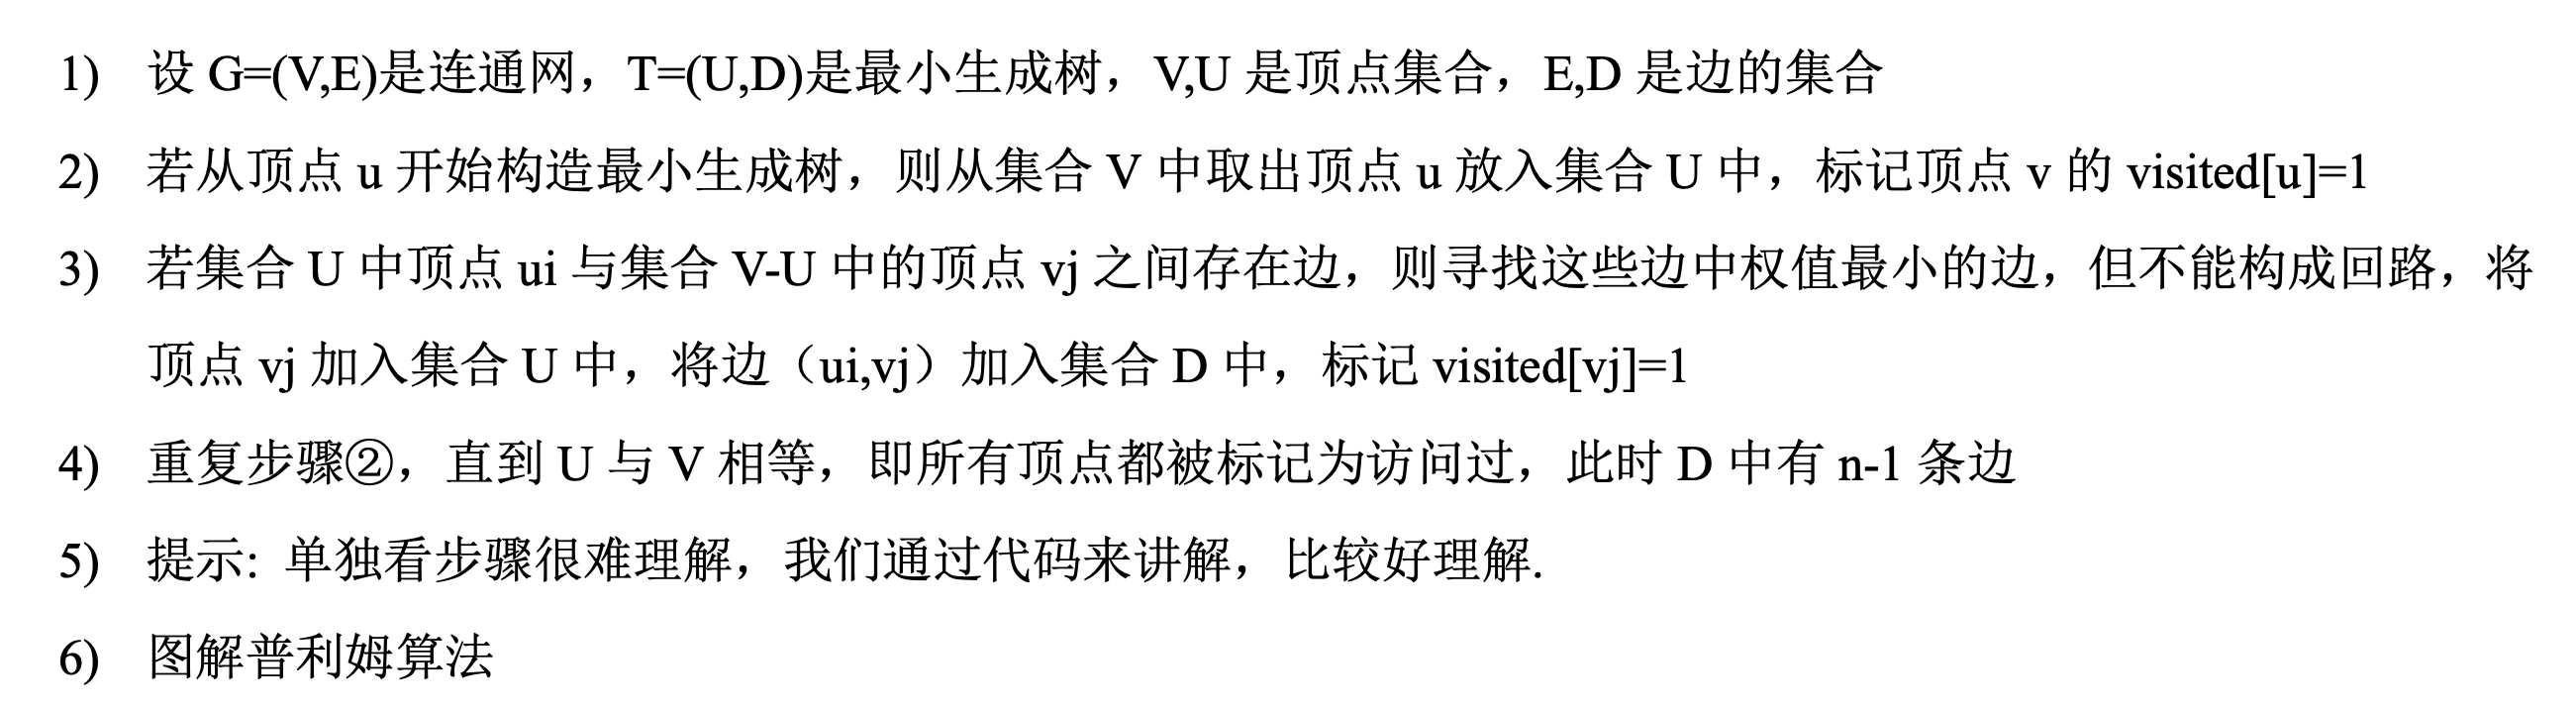 1) 设 G=(V,E)是连通网，T=(U,D)是最小生成树，V,U 是顶点集合，E,D 是边的集合
2) 若从顶点 u 开始构造最小生成树，则从集合 V 中取出顶点 u 放入集合 U 中，标记顶点 v 的 visited[u]=1
3) 若集合 U 中顶点 ui 与集合 V-U 中的顶点 vj 之间存在边，则寻找这些边中权值最小的边，但不能构成回路，将
顶点 vj 加入集合 U 中，将边（ui,vj）加入集合 D 中，标记 visited[vj]=1
4) 重复步骤②，直到 U 与 V 相等，即所有顶点都被标记为访问过，此时 D 中有 n-1 条边
5) 提示: 单独看步骤很难理解，我们通过代码来讲解，比较好理解.
6) 图解普利姆算法